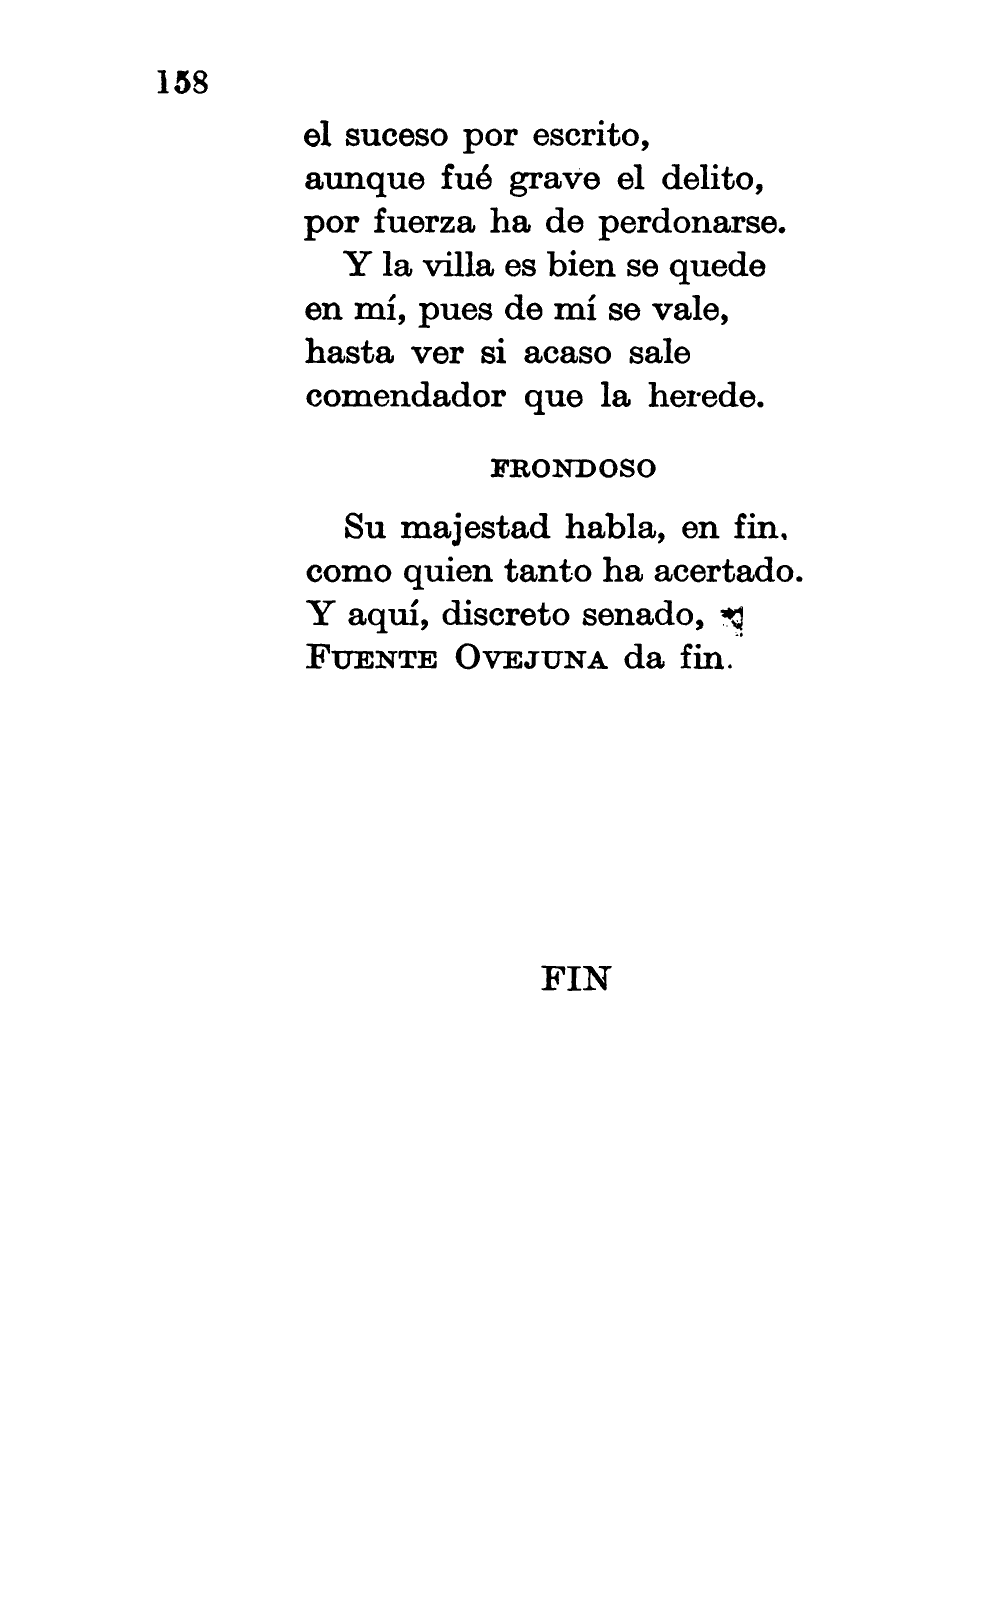 158
el suceso por escrito,
aunque fué grave el delito,
por fuerza ha de perdonarse.
Y la villa es bien se quede
en mí, pues de mí se vale,
hasta ver si acaso sale
comendador que la herede.
FRONDOSO
Su majestad habla, en fin,
como quien tanto ha acertado.
Y aquí, discreto senado,
FUENTE OVEJUNA da fin.
FIN